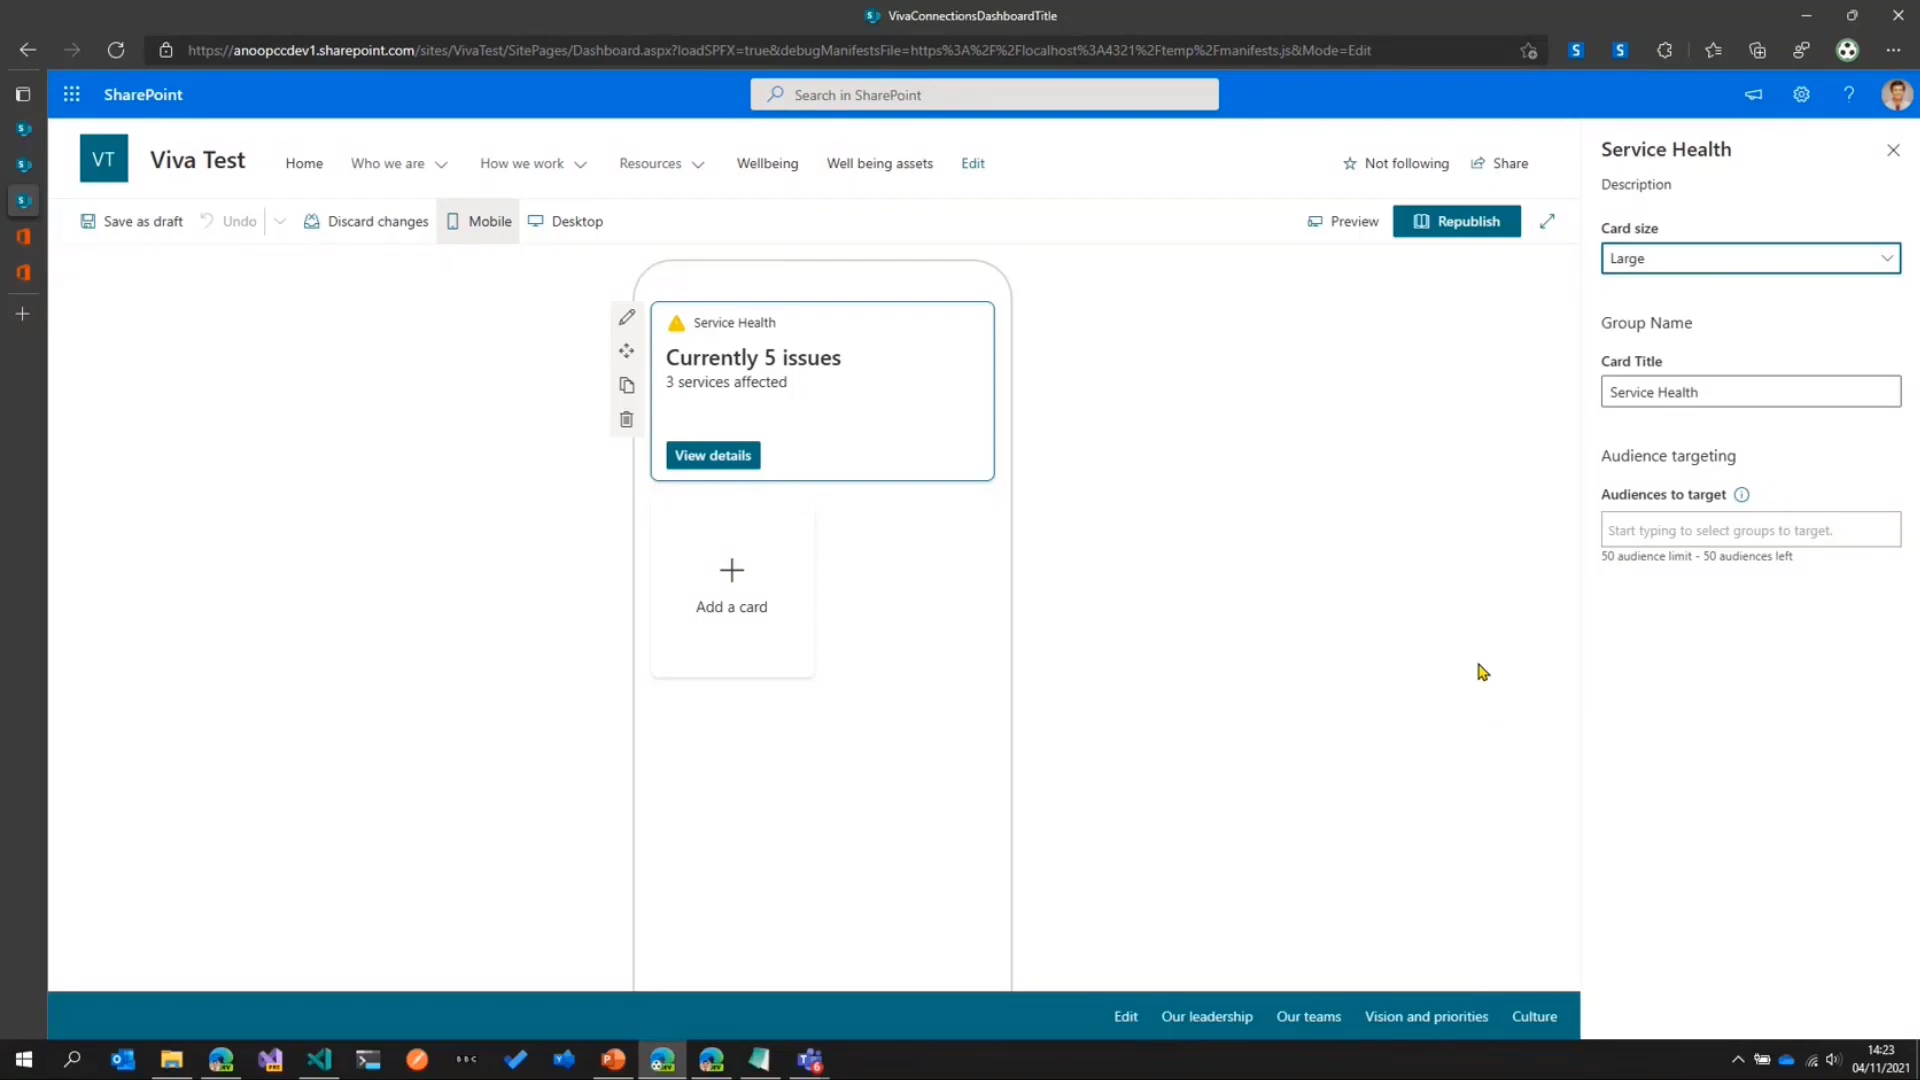 VivaConnectionsDashboardTitle
https://anoopccdev1.sharepoint.com/sites/VivaTest/SitePages/Dashboard.aspx?loadSPFX=true&debugManifestsFile=https%3A%2F%2Flocalhost%3A4321%2Ftemp%2Fmanifests.js&Mode=Edit
SharePoint
Search in SharePoint
VT
Viva Test
Home
Who we are
How we work
Resources
Wellbeing
Well being assets
Edit
Not following
Share
Save as draft
Undo
Discard changes
Mobile
Desktop
Preview
Republish
Service Health
Currently 5 issues
3 services affected
View details
Add a card
Service Health
Description
Card size
Large
Group Name
Card Title
Service Health
Audience targeting
Audiences to target
Start typing to select groups to target.
50 audience limit - 50 audiences left
Edit
Our leadership
Our teams
Vision and priorities
Culture
BBC
14:23
04/11/2021